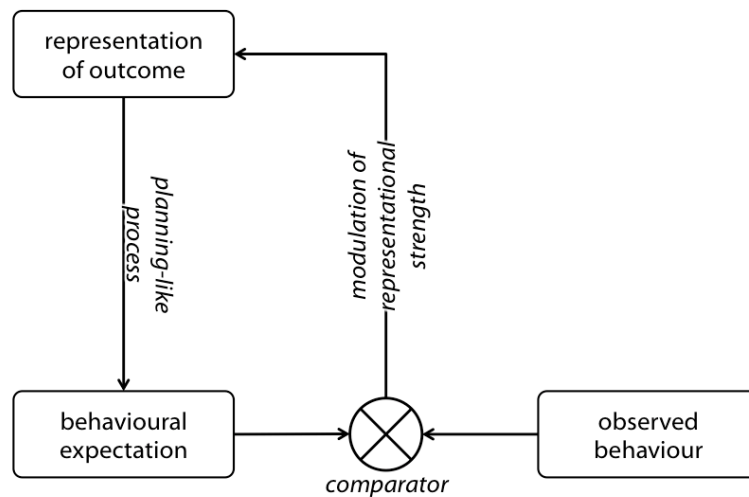 representation
of outcome
planning-like
process
modulation of
representational
strength
behavioural
expectation
comparator
observed
behaviour